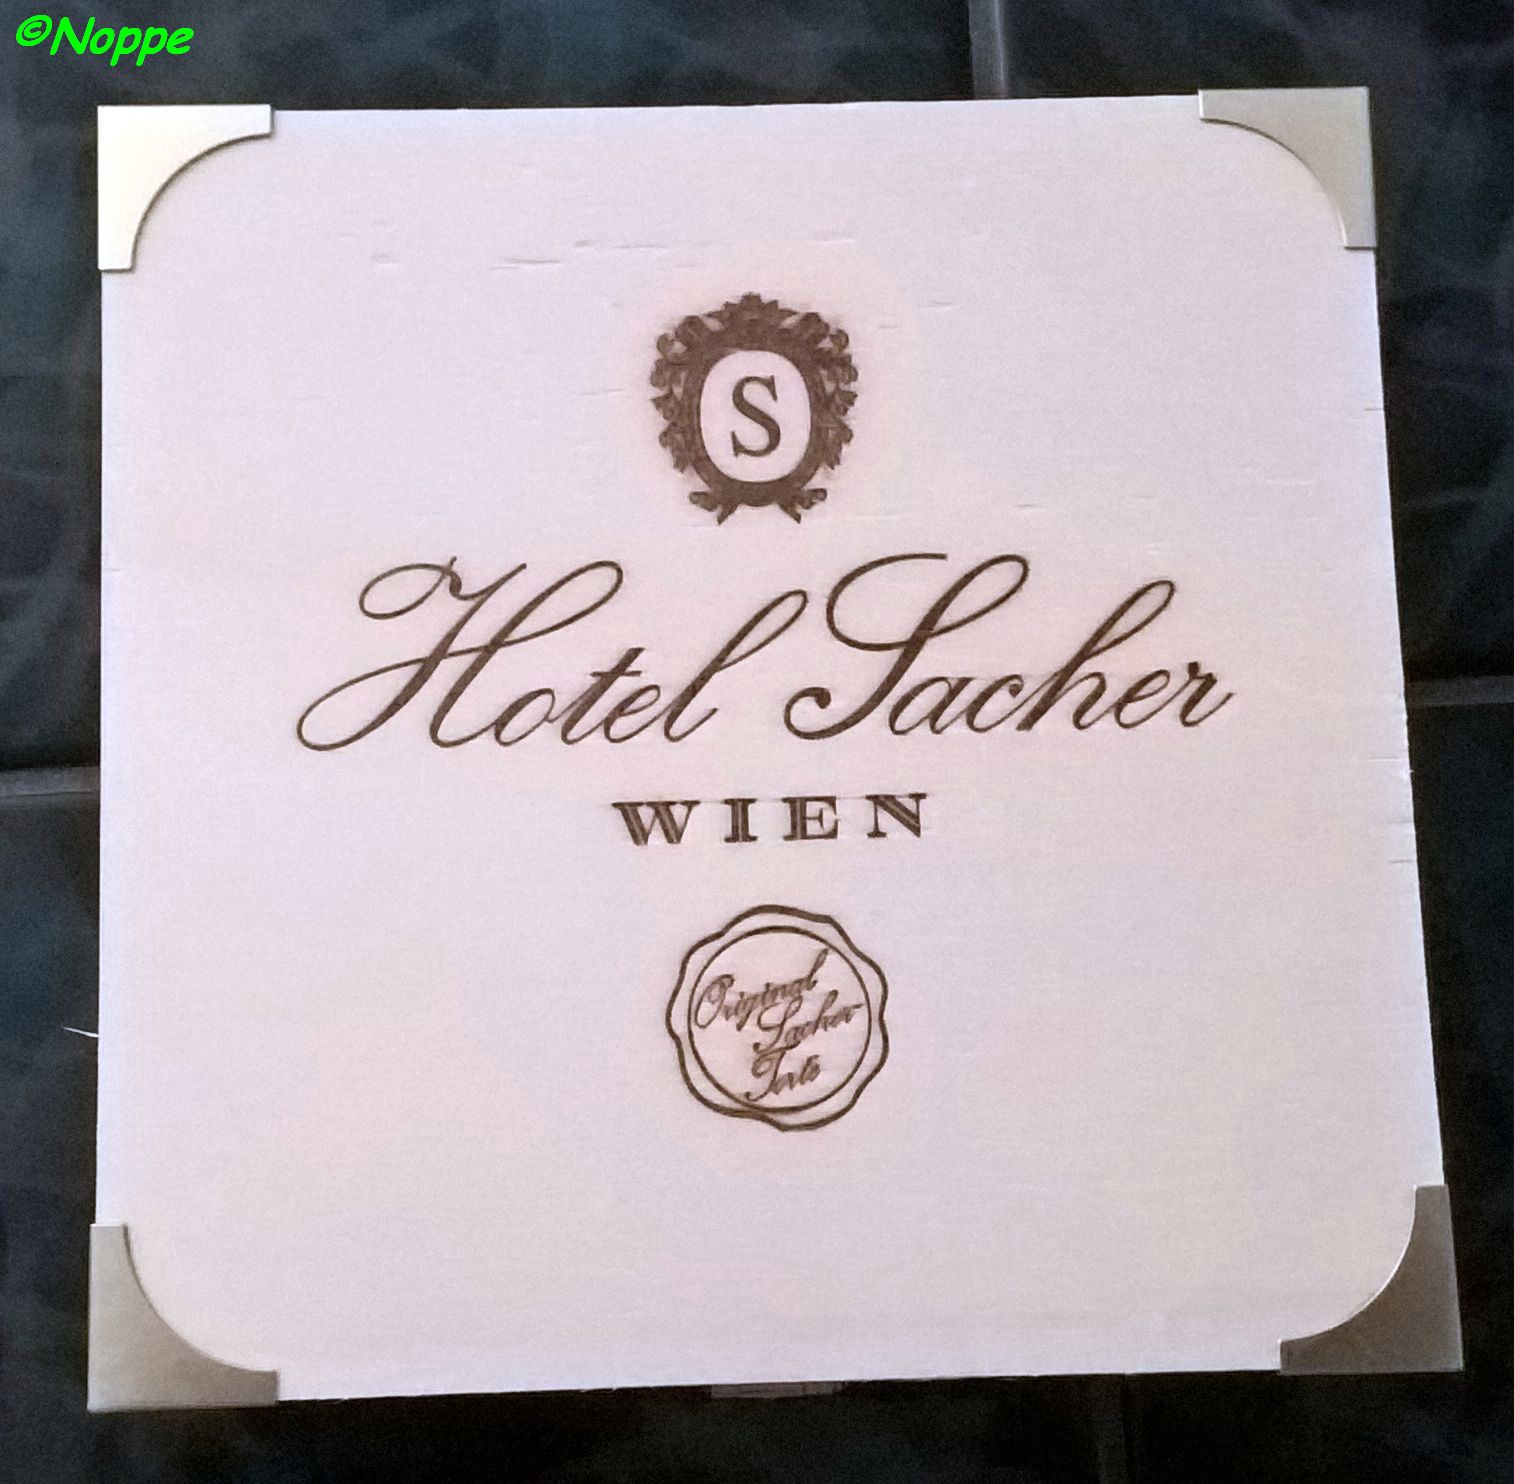 ©Noppe
S
Hotel Sacher
WIEN
Original
Sacher
Torte